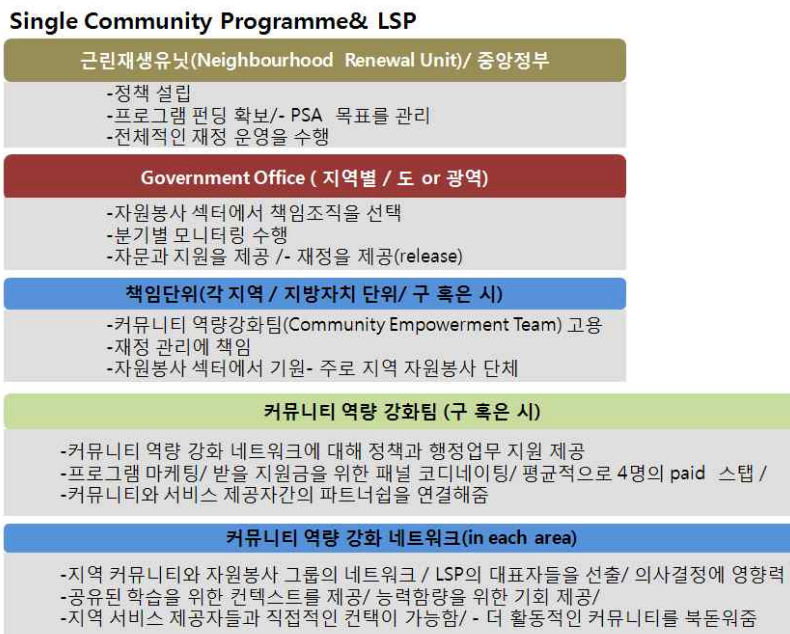 Single Community Programme& LSP
근린재생유닛(Neighbourhood Renewal Unit)/ 중앙정부
-정책 설립
-프로그램 펀딩 확보/- PSA 목표를 관리
-전체적인 재정 운영을 수행
Government Office ( 지역별 / 도 or 광역)
-자원봉사 섹터에서 책임조직을 선택
-분기별 모니터링 수행
-자문과 지원을 제공 /- 재정을 제공(release)
책임단위(각 지역 / 지방자치 단위/ 구 혹은 시)
-커뮤니티 역량강화팀(Community Empowerment Team) 고용
-재정 관리에 책임
-자원봉사 섹터에서 기원- 주로 지역 자원봉사 단체
커뮤니티 역량 강화팀 (구 혹은 시)
-커뮤니티 역량 강화 네트워크에 대해 정책과 행정업무 지원 제공
-프로그램 마케팅/ 받을 지원금을 위한 패널 코디네이팅/ 평균적으로 4명의 paid 스탭 /
-커뮤니티와 서비스 제공자간의 파트너쉽을 연결해줌
커뮤니티 역량 강화 네트워크(in each area)
-지역 커뮤니티와 자원봉사 그룹의 네트워크 / LSP의 대표자들을 선출/ 의사결정에 영향력
-공유된 학습을 위한 컨텍스트를 제공/ 능력함량을 위한 기회 제공/
-지역 서비스 제공자들과 직접적인 컨택이 가능함/ - 더 활동적인 커뮤니티를 북돋워줌